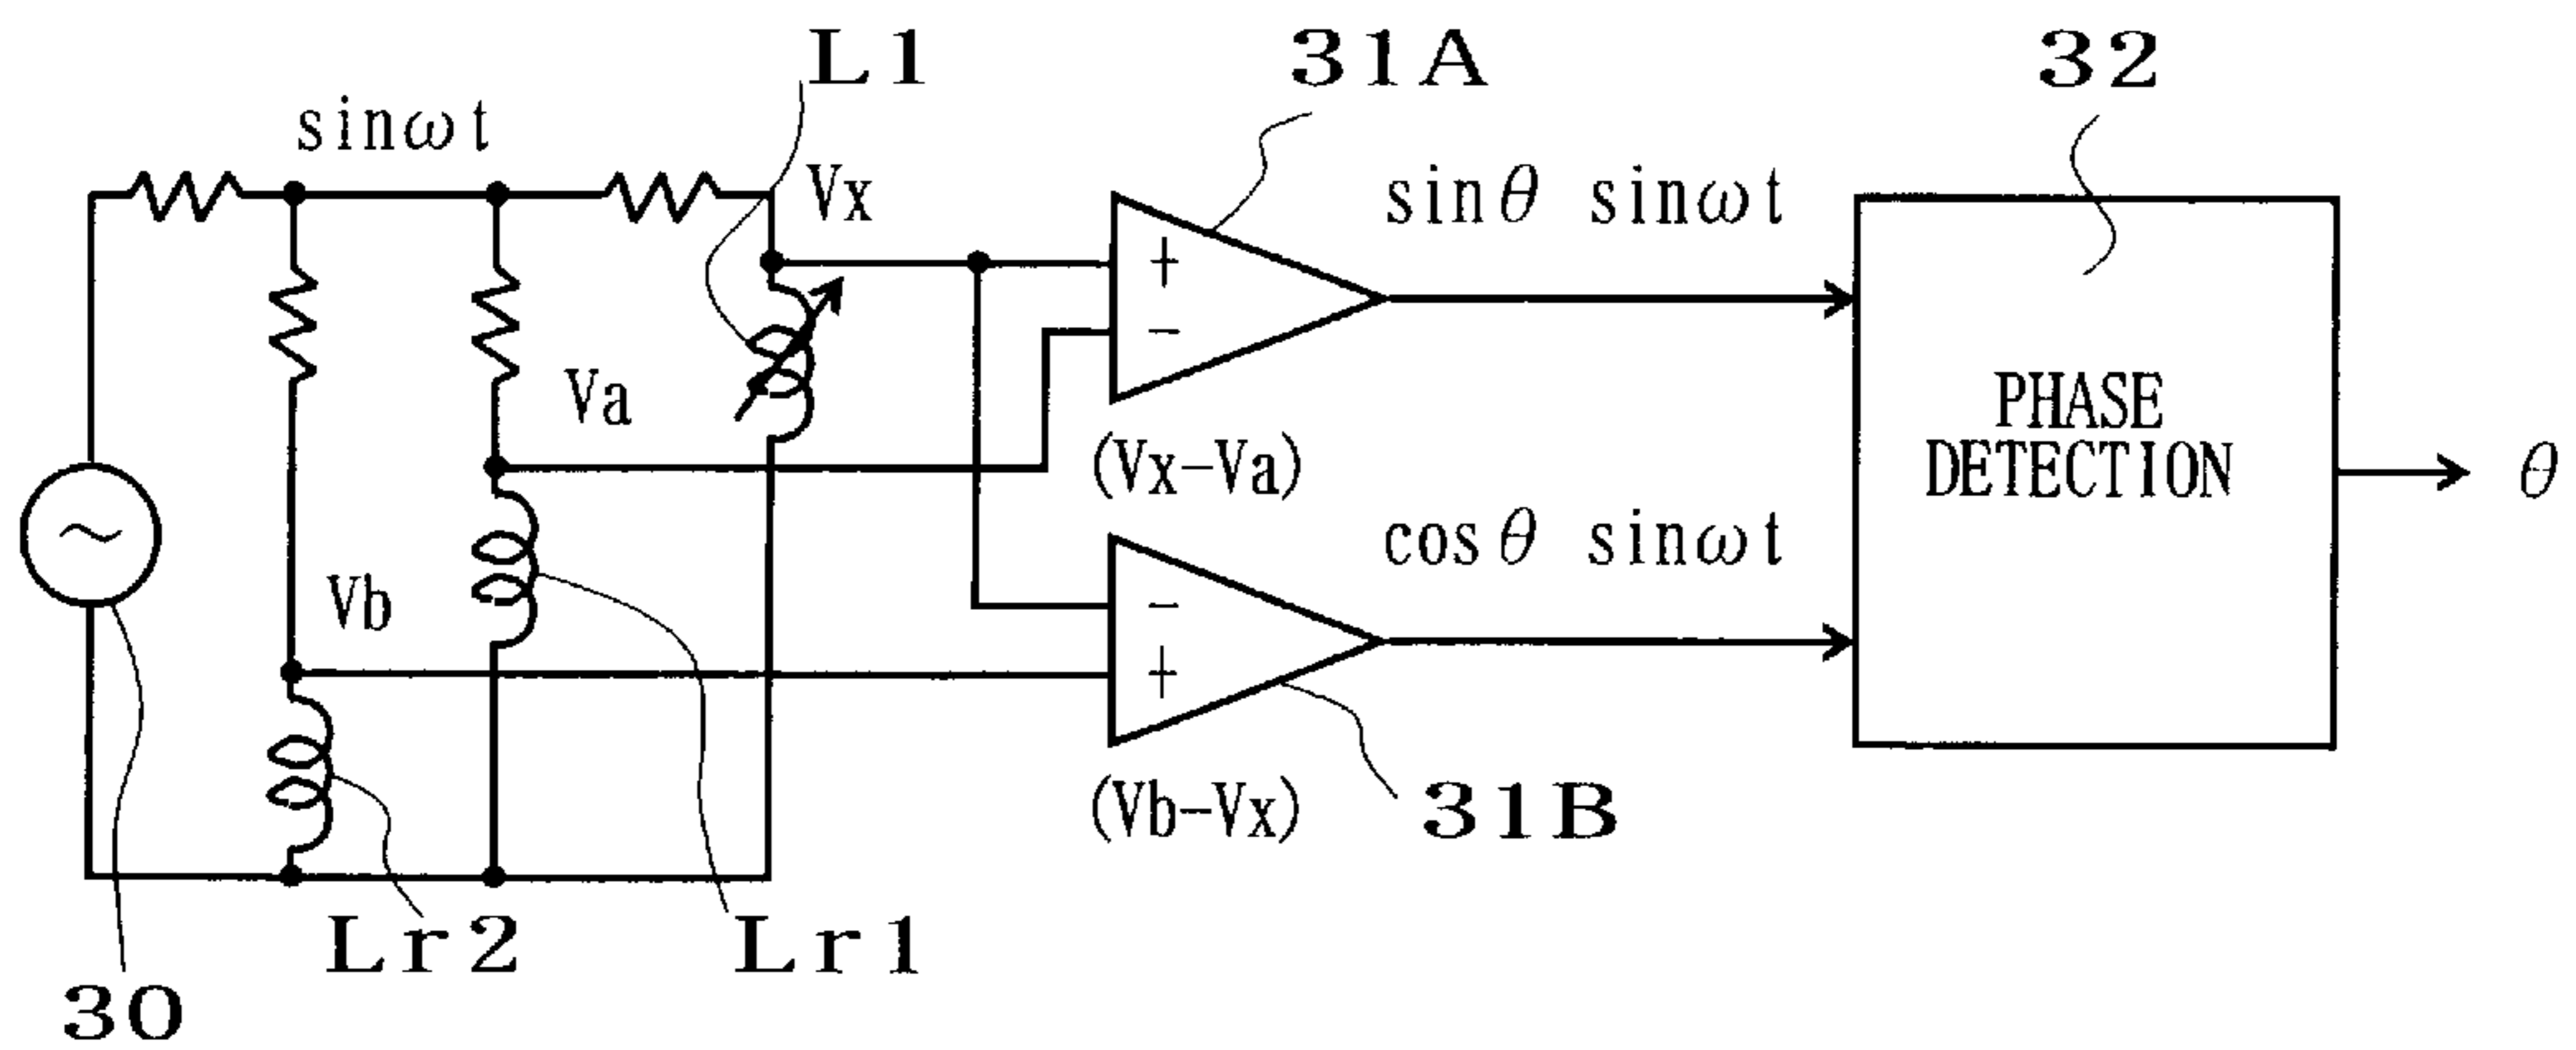 L1
31A
32
sinωt
Vx
sinθ sinωt
+
−
Va
PHASE
DETECTION
θ
(Vx−Va)
cosθ sinωt
Vb
−
+
(Vb−Vx)
31B
Lr2
Lr1
30